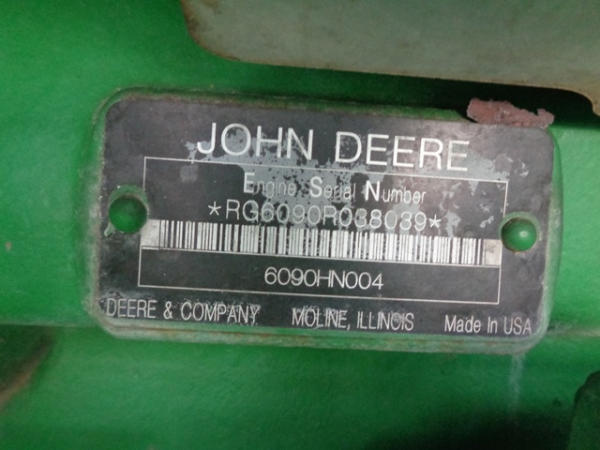 JOHN DEERE
Engine Serial Number
*RG6090R038039*
6090HN004
DEERE & COMPANY MOLINE, ILLINOIS Made In USA